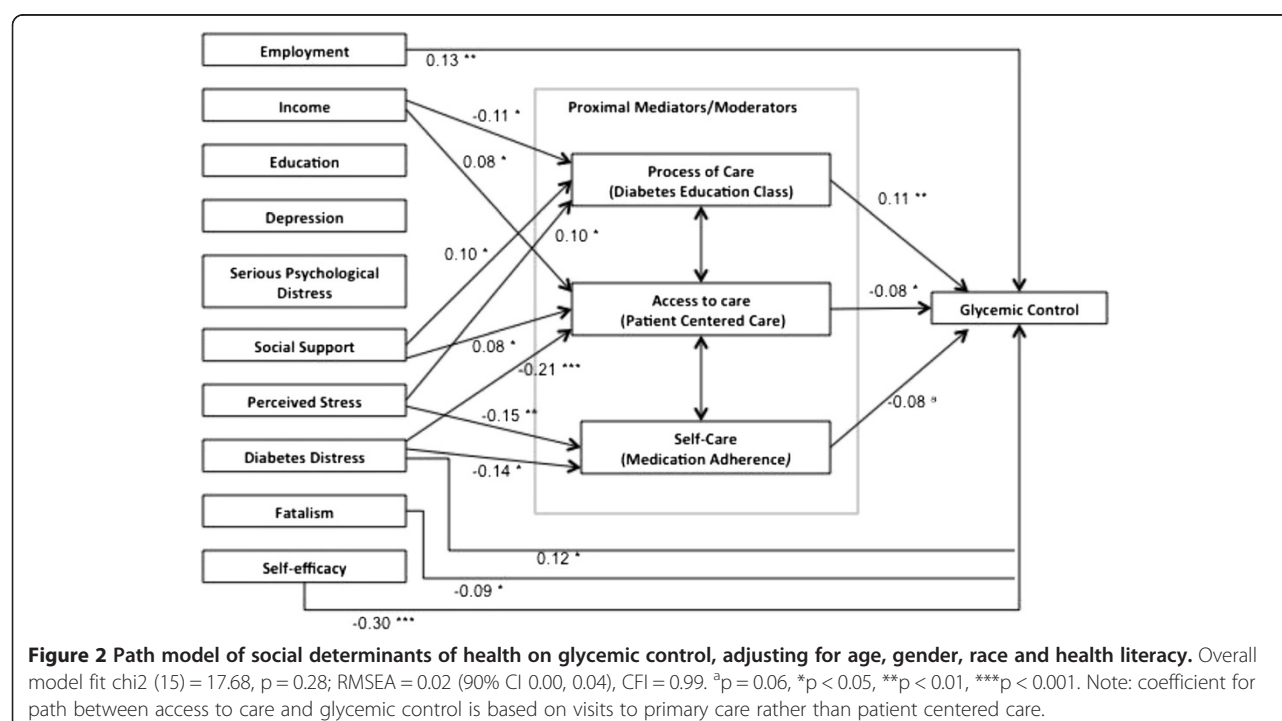 Employment
0.13 **
Income
-0.11 *
Proximal Mediators/Moderators
0.08 *
Education
Process of Care
(Diabetes Education Class)
0.11 **
Depression
0.10 *
0.10 *
Serious Psychological
Distress
Access to care
(Patient Centered Care)
-0.08 *
Glycemic Control
Social Support
0.08 *
-0.21 ***
Perceived Stress
-0.15 **
-0.08 a
Self-Care
(Medication Adherence)
Diabetes Distress
-0.14 *
Fatalism
0.12 *
Self-efficacy
-0.09 *
-0.30 ***
Figure 2 Path model of social determinants of health on glycemic control, adjusting for age, gender, race and health literacy. Overall
model fit chi2 (15) = 17.68, p = 0.28; RMSEA = 0.02 (90% CI 0.00, 0.04), CFI = 0.99. ᵃp = 0.06, *p < 0.05, **p < 0.01, ***p < 0.001. Note: coefficient for
path between access to care and glycemic control is based on visits to primary care rather than patient centered care.